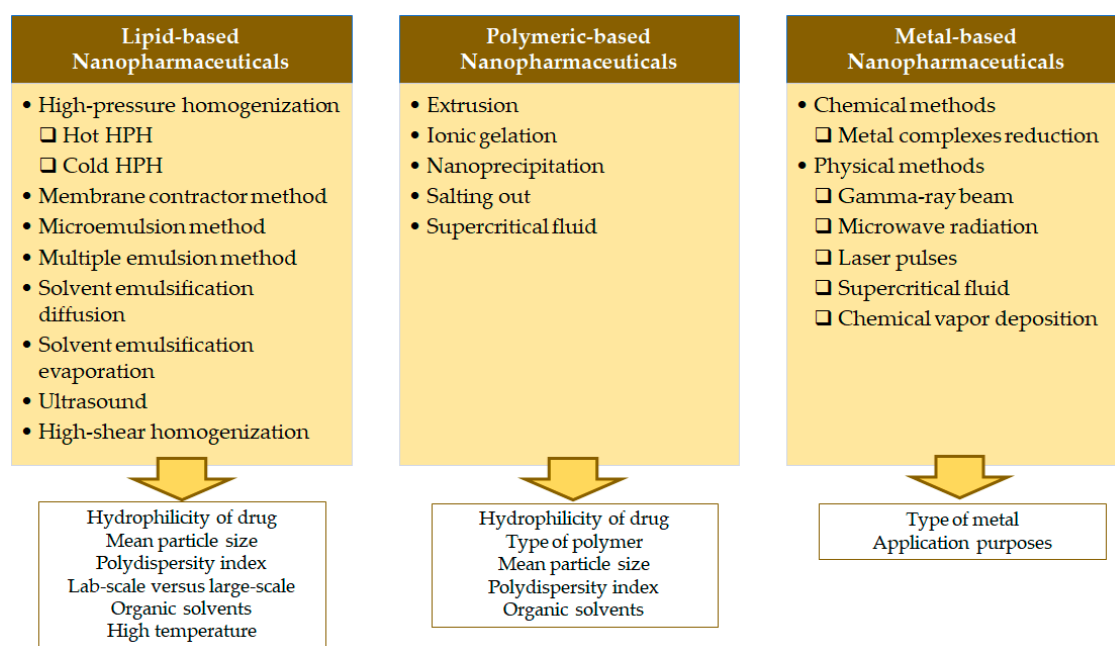 Lipid-based
Nanopharmaceuticals
• High-pressure homogenization
❑ Hot HPH
❑ Cold HPH
• Membrane contractor method
• Microemulsion method
• Multiple emulsion method
• Solvent emulsification
diffusion
• Solvent emulsification
evaporation
• Ultrasound
• High-shear homogenization
Hydrophilicity of drug
Mean particle size
Polydispersity index
Lab-scale versus large-scale
Organic solvents
High temperature
Polymeric-based
Nanopharmaceuticals
• Extrusion
• Ionic gelation
• Nanoprecipitation
• Salting out
• Supercritical fluid
Hydrophilicity of drug
Type of polymer
Mean particle size
Polydispersity index
Organic solvents
Metal-based
Nanopharmaceuticals
• Chemical methods
❑ Metal complexes reduction
• Physical methods
❑ Gamma-ray beam
❑ Microwave radiation
❑ Laser pulses
❑ Supercritical fluid
❑ Chemical vapor deposition
Type of metal
Application purposes